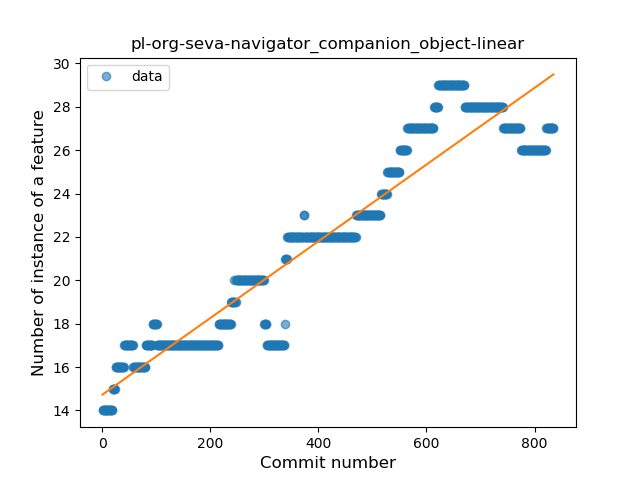 pl-org-seva-navigator_companion_object-linear
data
Number of instance of a feature
30
28
26
24
22
20
18
16
14
0 200 400 600 800
Commit number